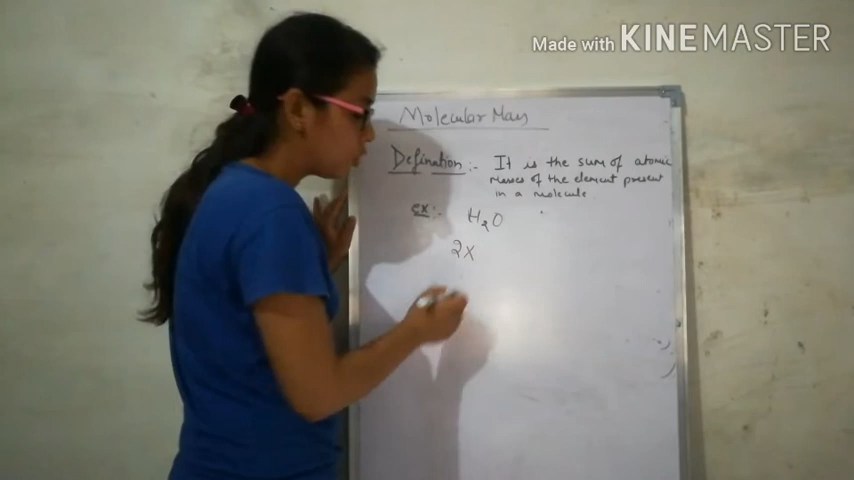 Made with KINEMASTER
Molecular Mass
Defination:- It is the sum of atomic
masses of the element present
in a molecule.
ex:- H₂O
2x